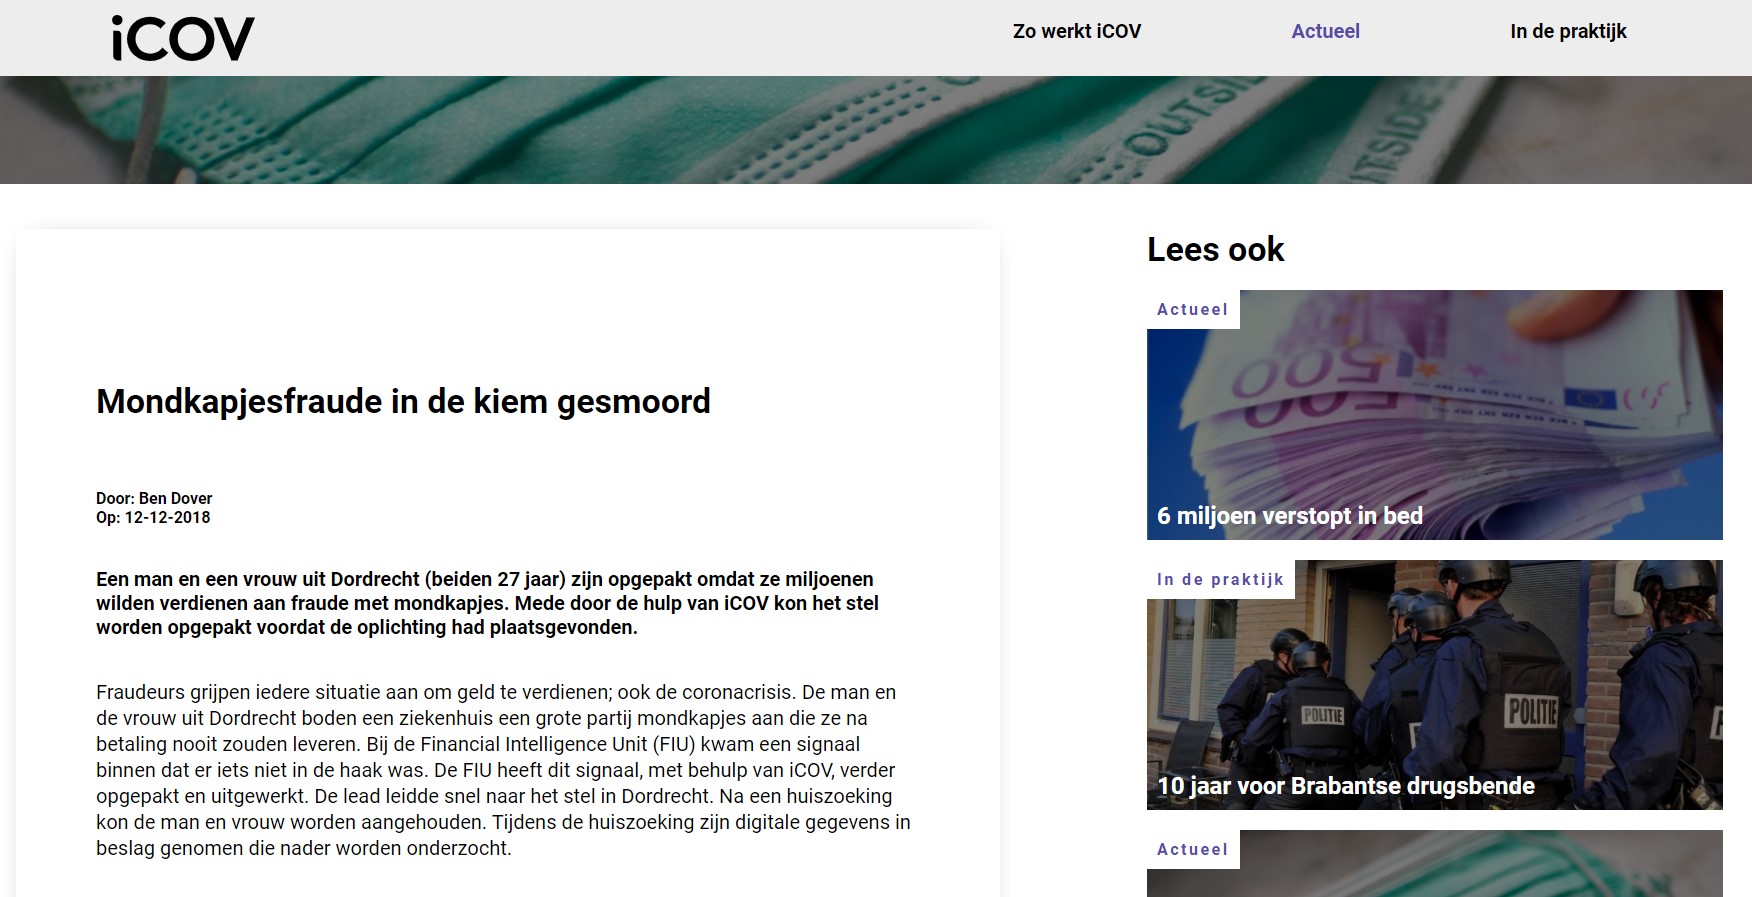 iCOV
Zo werkt iCOV
Actueel
In de praktijk
OUTSIDE
Mondkapjesfraude in de kiem gesmoord
Door: Ben Dover
Op: 12-12-2018
Een man en een vrouw uit Dordrecht (beiden 27 jaar) zijn opgepakt omdat ze miljoenen
wilden verdienen aan fraude met mondkapjes. Mede door de hulp van iCOV kon het stel
worden opgepakt voordat de oplichting had plaatsgevonden.
Fraudeurs grijpen iedere situatie aan om geld te verdienen; ook de coronacrisis. De man en
de vrouw uit Dordrecht boden een ziekenhuis een grote partij mondkapjes aan die ze na
betaling nooit zouden leveren. Bij de Financial Intelligence Unit (FIU) kwam een signaal
binnen dat er iets niet in de haak was. De FIU heeft dit signaal, met behulp van iCOV, verder
opgepakt en uitgewerkt. De lead leidde snel naar het stel in Dordrecht. Na een huiszoeking
kon de man en vrouw worden aangehouden. Tijdens de huiszoeking zijn digitale gegevens in
beslag genomen die nader worden onderzocht.
Lees ook
Actueel
500
500
6 miljoen verstopt in bed
In de praktijk
POLITIE
POLITIE
10 jaar voor Brabantse drugsbende
Actueel